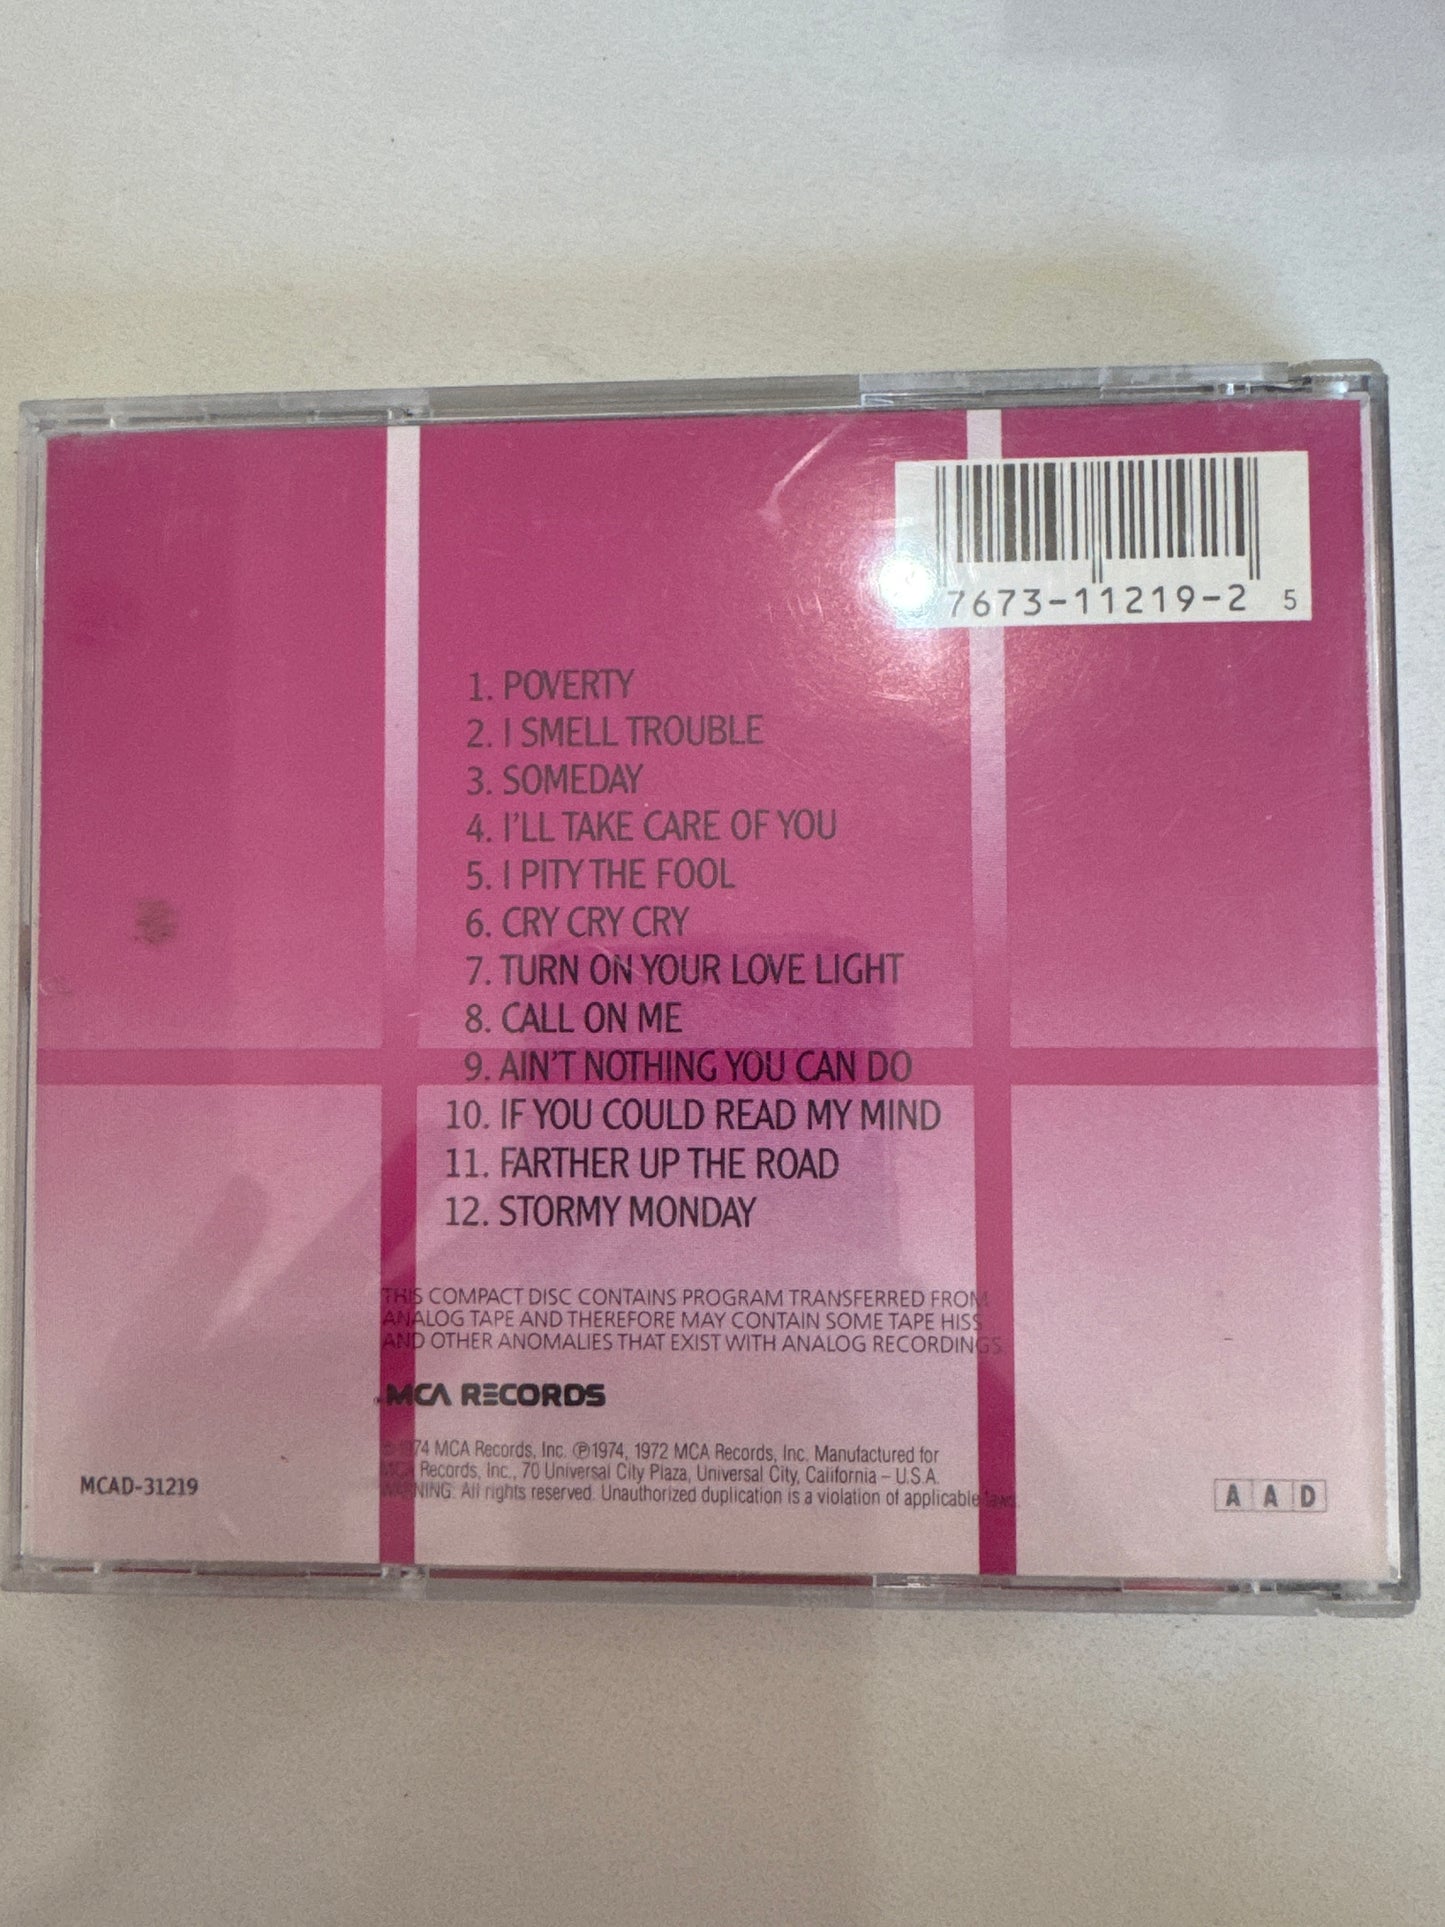 7673-11219-2 5
1. POVERTY
2. I SMELL TROUBLE
3. SOMEDAY
4. I'LL TAKE CARE OF YOU
5. I PITY THE FOOL
6. CRY CRY CRY
7. TURN ON YOUR LOVE LIGHT
8. CALL ON ME
9. AIN'T NOTHING YOU CAN DO
10. IF YOU COULD READ MY MIND
11. FARTHER UP THE ROAD
12. STORMY MONDAY
THIS COMPACT DISC CONTAINS PROGRAM TRANSFERRED FROM
ANALOG TAPE AND THEREFORE MAY CONTAIN SOME TAPE HISS
AND OTHER ANOMALIES THAT EXIST WITH ANALOG RECORDINGS
MCA RECORDS
©1974 MCA Records, Inc. ℗1974, 1972 MCA Records, Inc. Manufactured for
MCA Records, Inc., 70 Universal City Plaza, Universal City, California – U.S.A.
WARNING: All rights reserved. Unauthorized duplication is a violation of applicable laws.
MCAD-31219
A A D